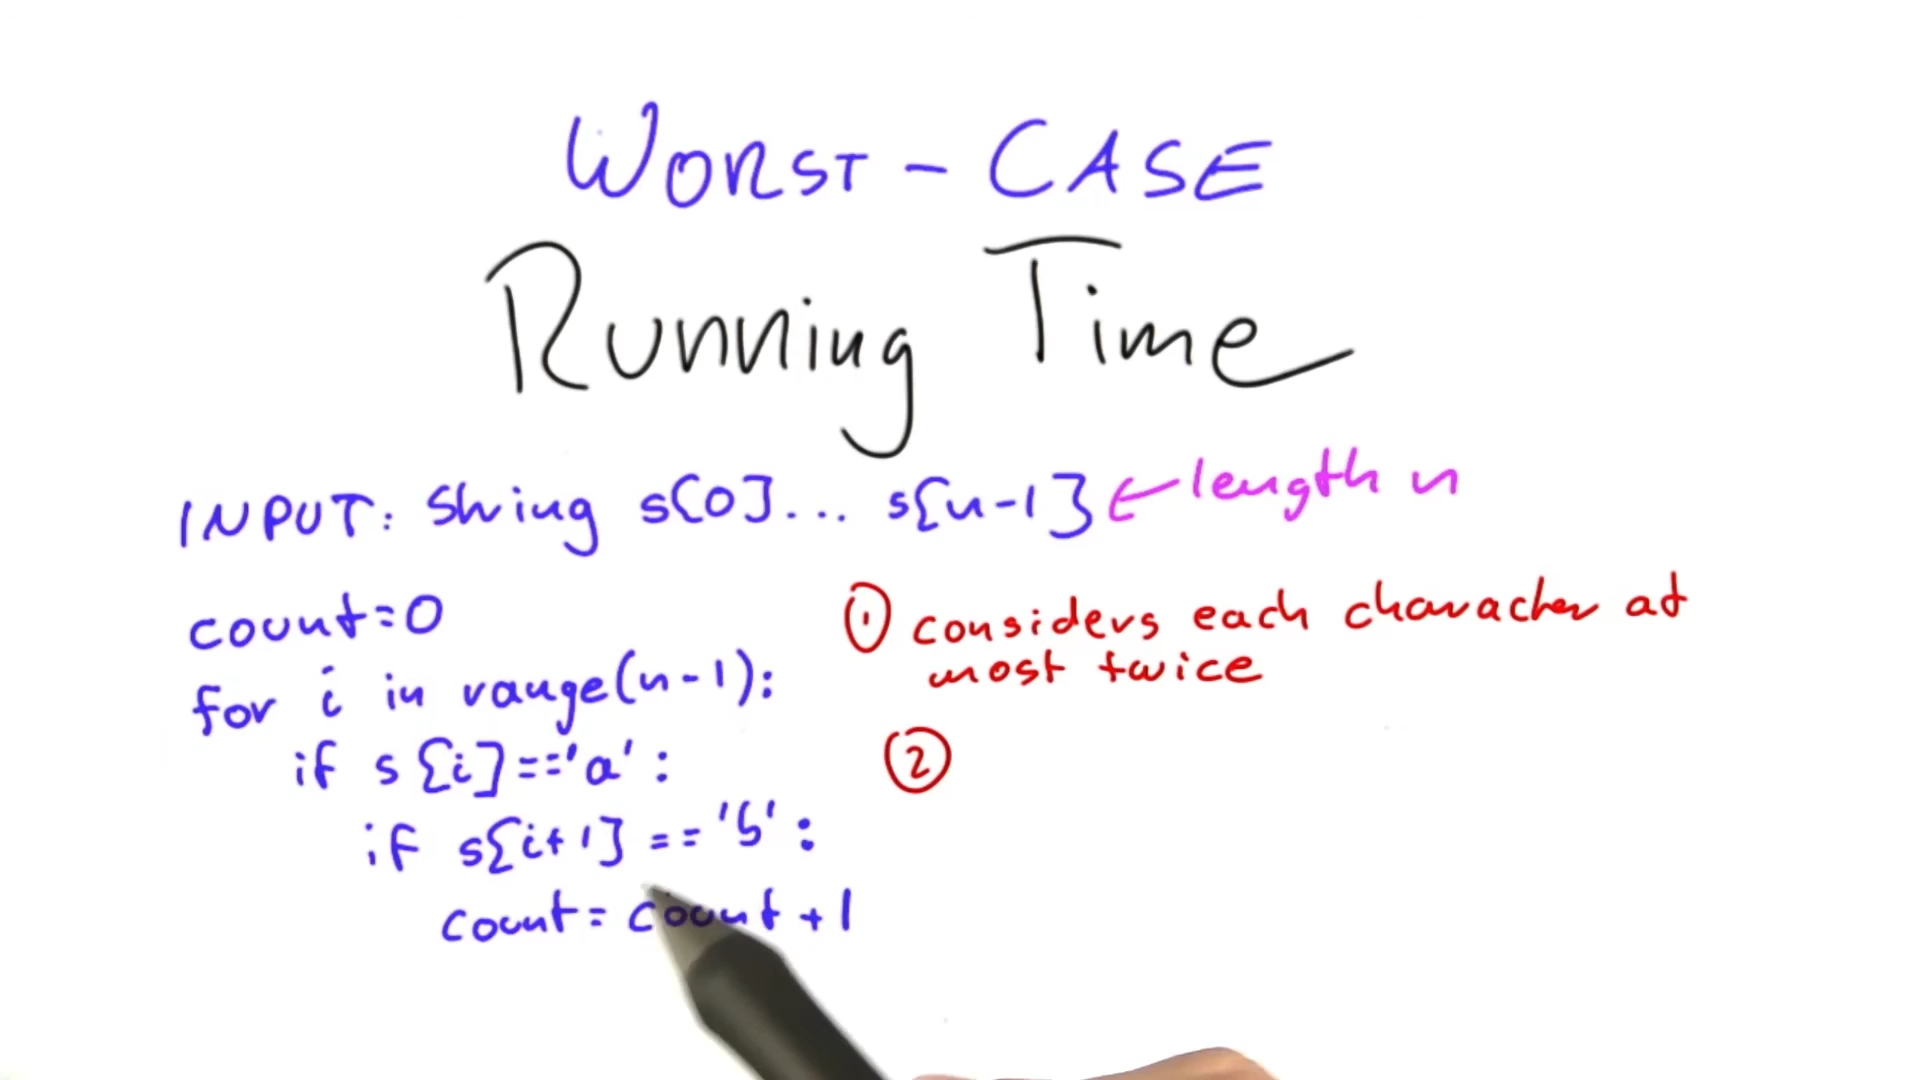 WORST - CASE
Running Time
INPUT: String s[0]... s[n-1] ← length n
count=0
for i in range(n-1):
if s[i]=='a':
if s[i+1] == 'b':
count= count + 1
① considers each character at
most twice
②